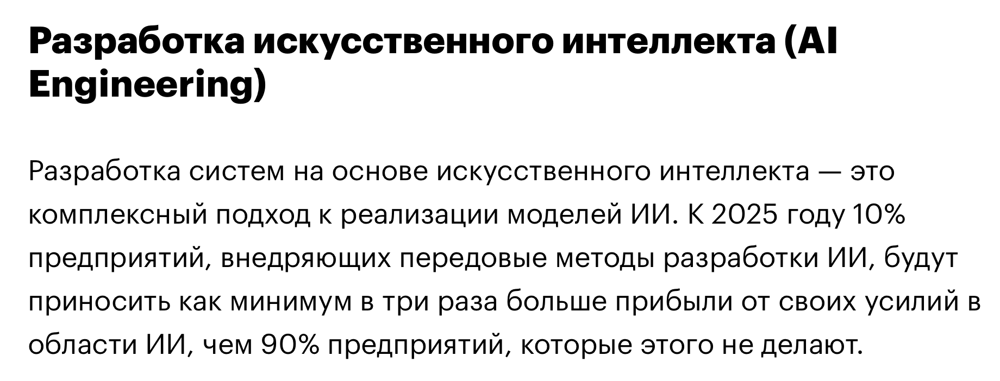 Разработка искусственного интеллекта (AI
Engineering)
Разработка систем на основе искусственного интеллекта — это
комплексный подход к реализации моделей ИИ. К 2025 году 10%
предприятий, внедряющих передовые методы разработки ИИ, будут
приносить как минимум в три раза больше прибыли от своих усилий в
области ИИ, чем 90% предприятий, которые этого не делают.